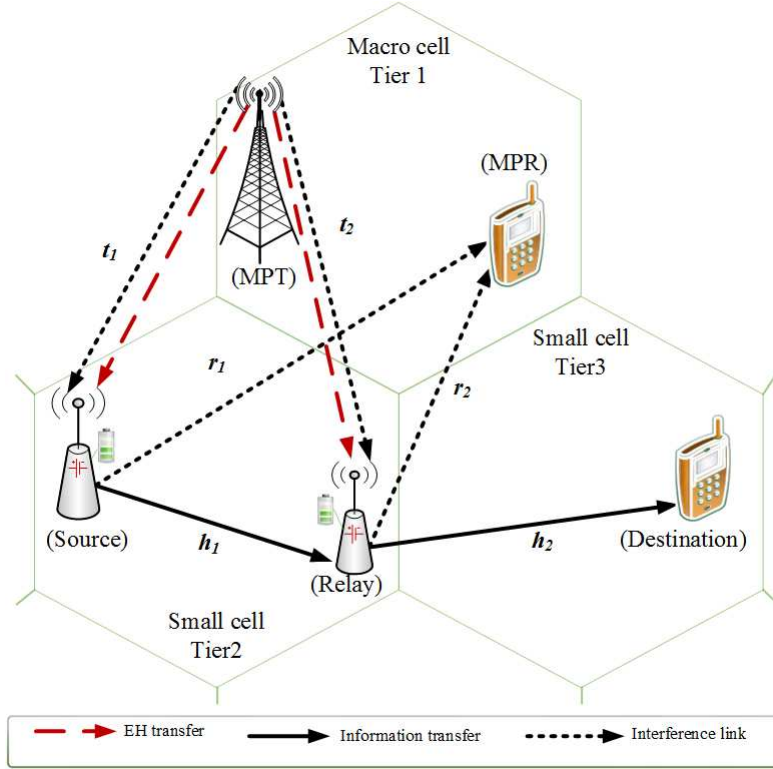 Macro cell
Tier 1
(MPR)
t₁
t₂
(MPT)
Small cell
Tier3
r₁
r₂
(Source)
h₁
h₂
(Destination)
(Relay)
Small cell
Tier2
EH transfer
Information transfer
Interference link